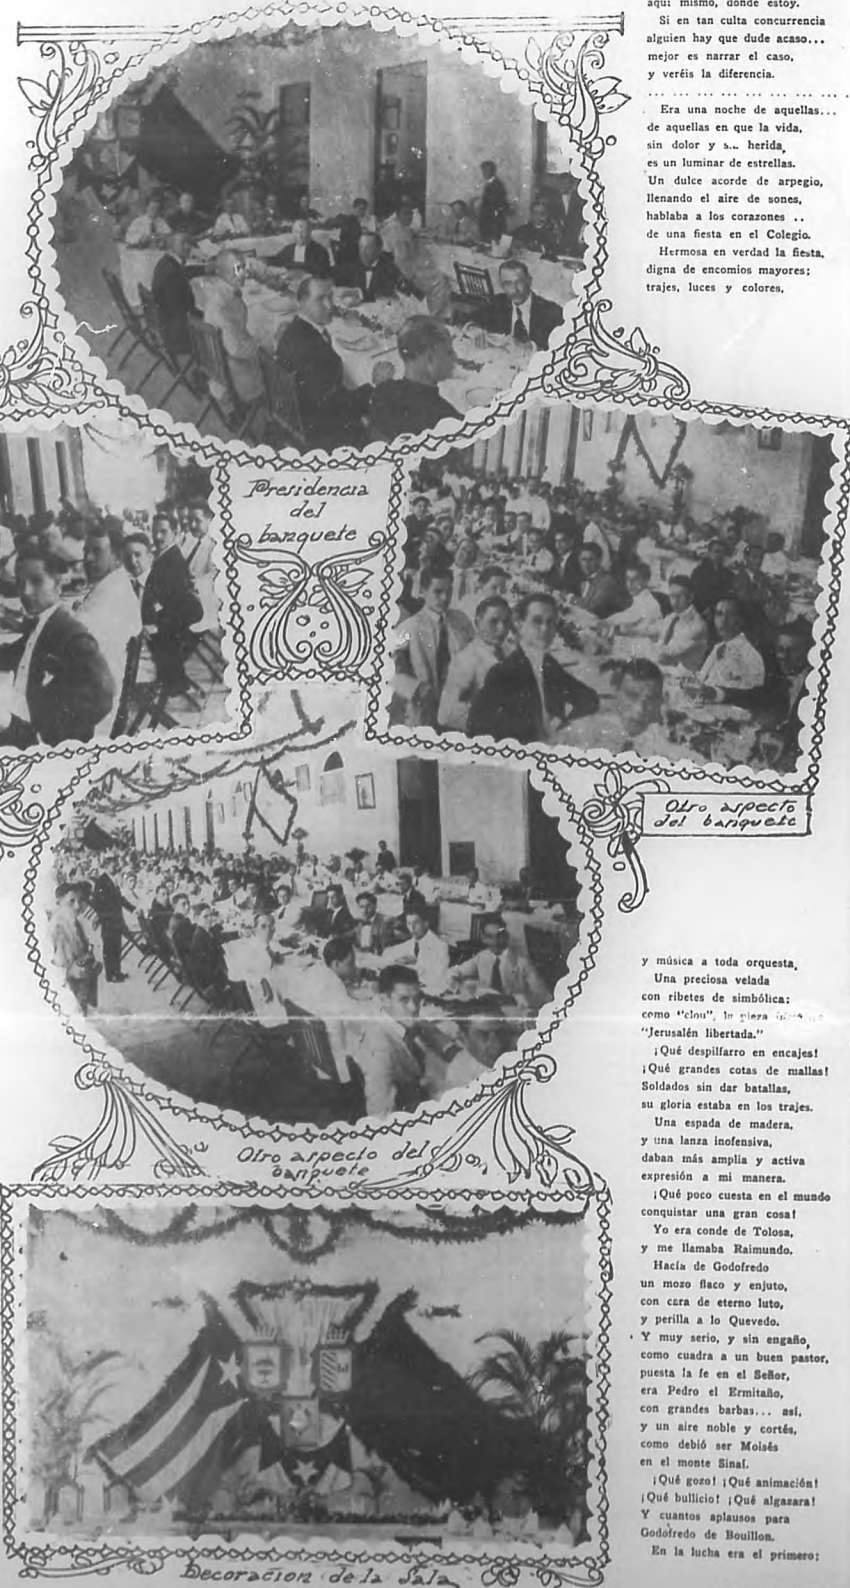 aquí mismo, donde estoy.
Si en tan culta concurrencia
alguien hay que dude acaso...
mejor es narrar el caso,
y veréis la diferencia.
... ... ... ... ... ... ... ... ...
Era una noche de aquellas...
de aquellas en que la vida,
sin dolor y herida,
es un luminar de estrellas.
Un dulce acorde de arpegio,
llenando el aire de sones,
hablaba a los corazones ..
de una fiesta en el Colegio.
Hermosa en verdad la fiesta,
digna de encomios mayores;
trajes, luces y colores,
Presidencia
del
banquete
Otro aspecto
del banquete
y música a toda orquesta,
Una preciosa velada
con ribetes de simbólica;
como "clou", la pieza
"Jerusalén libertada."
¡Qué despilfarro en encajes!
¡Qué grandes cotas de mallas!
Soldados sin dar batallas,
su gloria estaba en los trajes.
Una espada de madera,
y una lanza inofensiva,
daban más amplia y activa
expresión a mi manera.
¡Qué poco cuesta en el mundo
conquistar una gran cosa!
Yo era conde de Tolosa,
y me llamaba Raimundo.
Hacía de Godofredo
un mozo flaco y enjuto,
con cara de eterno luto,
y perilla a lo Quevedo.
Y muy serio, y sin engaño,
como cuadra a un buen pastor,
puesta la fe en el Señor,
era Pedro el Ermitaño,
con grandes barbas... así,
y un aire noble y cortés,
como debió ser Moisés
en el monte Sinaí.
¡Qué gozo! ¡Qué animación!
¡Qué bullicio! ¡Qué algazara!
Y cuantos aplausos para
Godofredo de Bouillon.
En la lucha era el primero;
Otro aspecto del
banquete
Decoración de la Sala